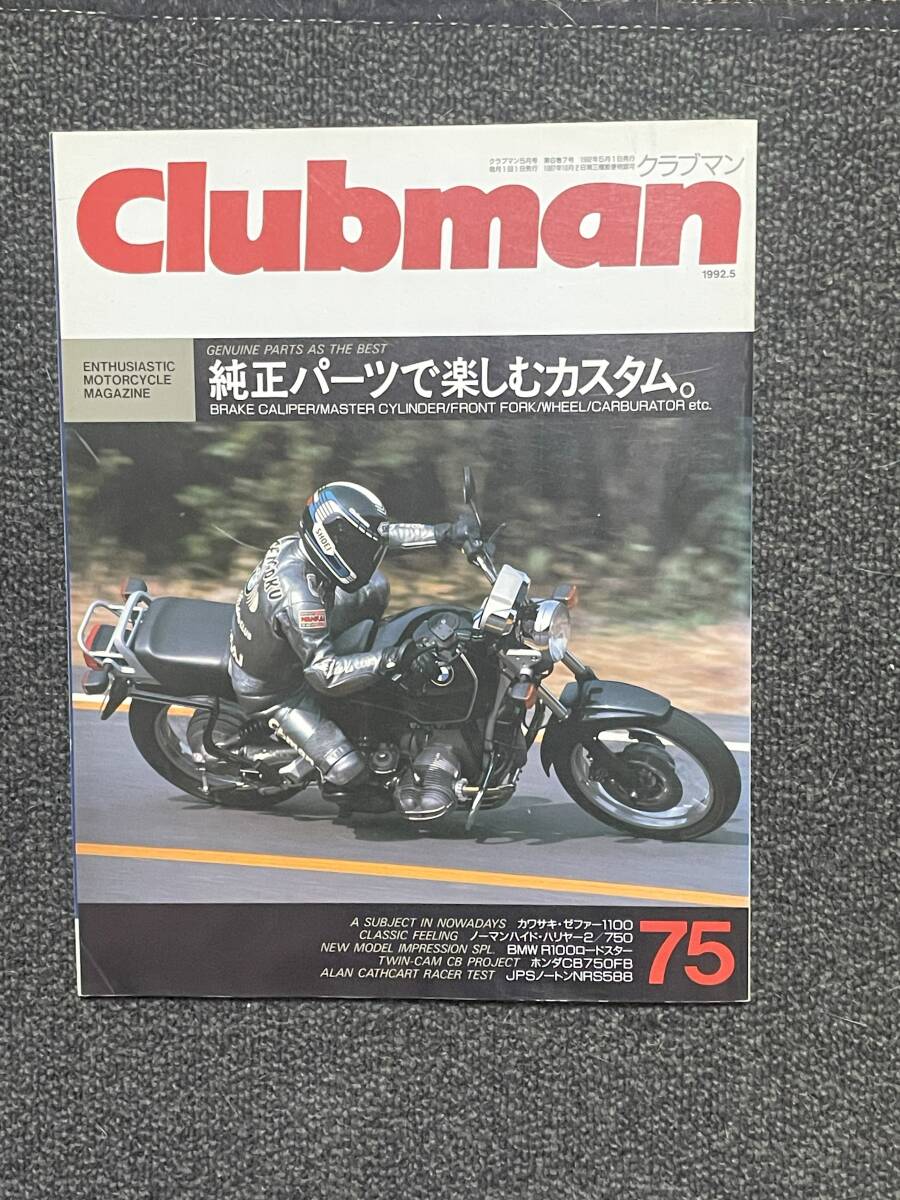 クラブマン5月号 第8巻7号 1992年5月1日発行
毎月1回1日発行 1987年10月2日第三種郵便物認可
クラブマン
Clubman
1992.5
ENTHUSIASTIC
MOTORCYCLE
MAGAZINE
GENUINE PARTS AS THE BEST
純正パーツで楽しむカスタム。
BRAKE CALIPER/MASTER CYLINDER/FRONT FORK/WHEEL/CARBURATOR etc.
SHOEI
A SUBJECT IN NOWADAYS カワサキ・ゼファー1100
CLASSIC FEELING ノーマンハイド・ハリヤー2/750
NEW MODEL IMPRESSION SPL. BMW R100ロードスター
TWIN-CAM CB PROJECT ホンダCB750FB
ALAN CATHCART RACER TEST JPSノートンNRS588
75